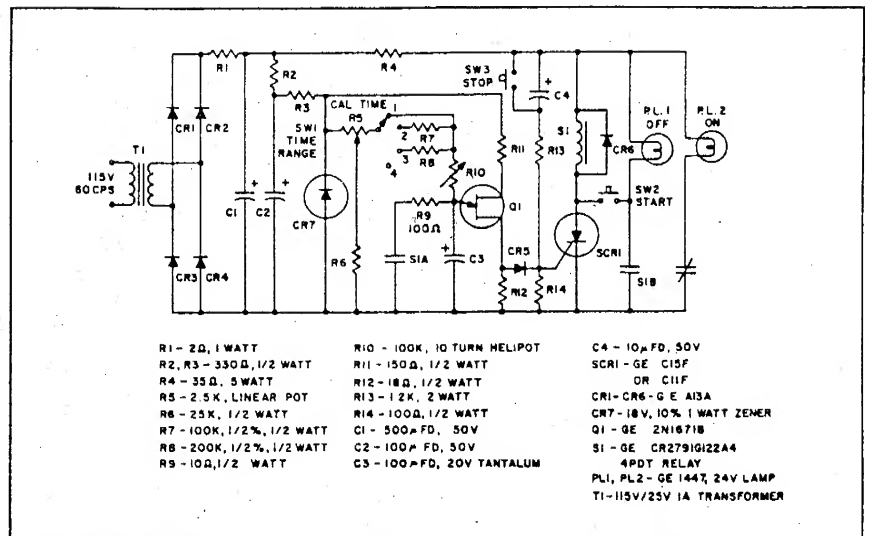 R1
R4
R2
SW3
STOP
C4
+
R3
CAL TIME
1
R5
SW1
TIME
RANGE
2
R7
3
R8
4
R10
R11
R13
S1
CR6
P.L.1
OFF
P.L.2
ON
CR1
CR2
T1
115V
60CPS
+
C1
+
C2
CR7
R9
100Ω
Q1
SW2
START
SCR1
R6
S1A
+
C3
CR5
R12
R14
S1B
CR3
CR4
R1 - 2Ω, 1 WATT
R2, R3 - 330Ω, 1/2 WATT
R4 - 35Ω, 5 WATT
R5 - 2.5K, LINEAR POT
R6 - 25K, 1/2 WATT
R7 - 100K, 1/2%, 1/2 WATT
R8 - 200K, 1/2%, 1/2 WATT
R9 - 10Ω, 1/2 WATT
R10 - 100K, 10 TURN HELIPOT
R11 - 150Ω, 1/2 WATT
R12 - 18Ω, 1/2 WATT
R13 - 1.2K, 2 WATT
R14 - 100Ω, 1/2 WATT
C1 - 500μFD, 50V
C2 - 100μFD, 50V
C3 - 100μFD, 20V TANTALUM
C4 - 10μFD, 50V
SCR1 - GE C15F
OR C11F
CR1 - CR6 - G E A13A
CR7 - 18V, 10% 1 WATT ZENER
Q1 - GE 2N1671B
S1 - GE CR2791G122A4
4PDT RELAY
PL1, PL2 - GE 1447, 24V LAMP
T1 - 115V/25V 1A TRANSFORMER